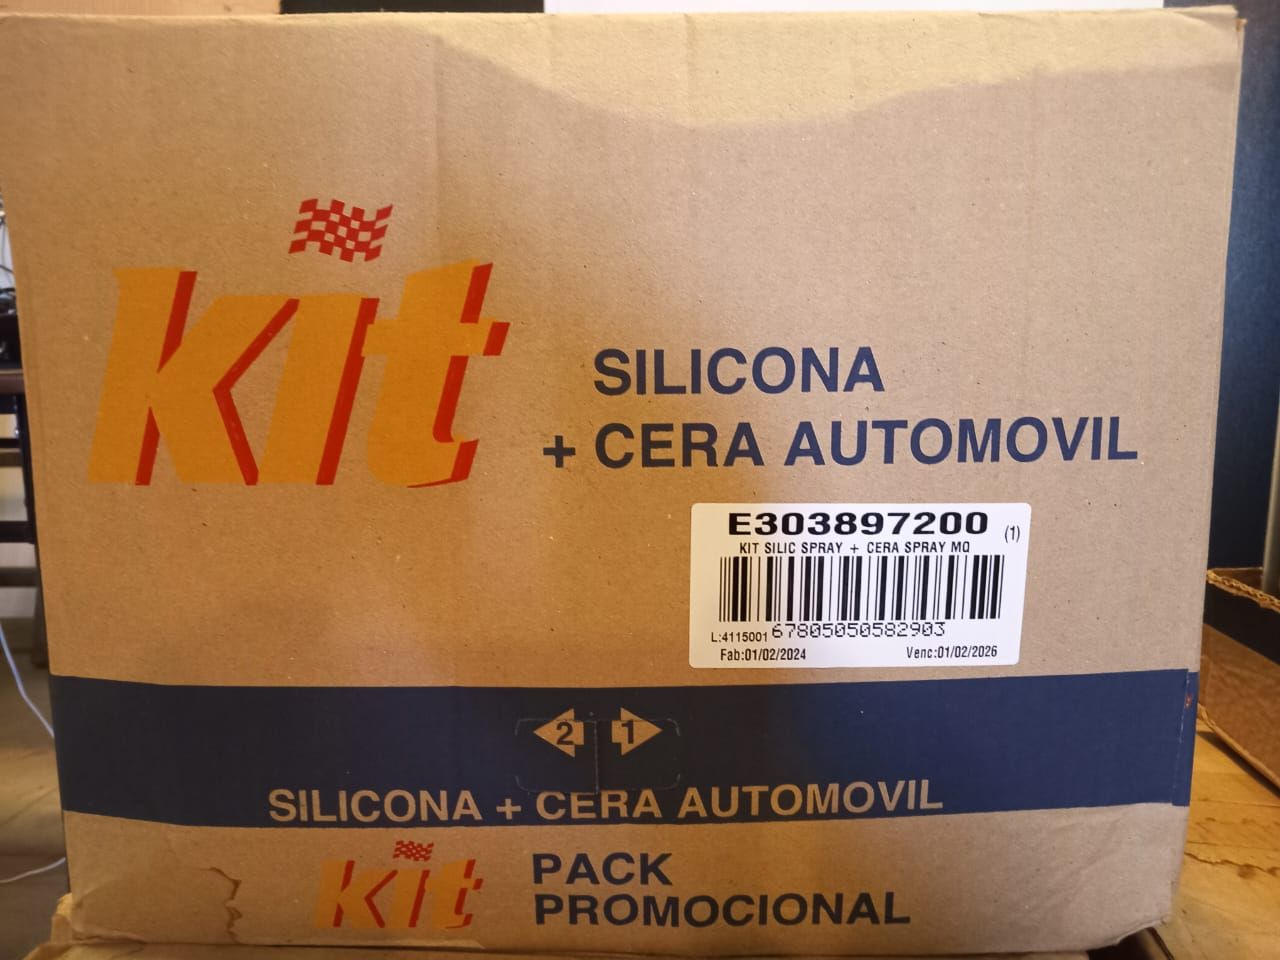 Kit
SILICONA
+ CERA AUTOMOVIL
E303897200 (1)
KIT SILIC SPRAY + CERA SPRAY MQ
L:4115001 67805050582903
Fab:01/02/2024 Venc:01/02/2026
2 1
SILICONA + CERA AUTOMOVIL
Kit PACK
PROMOCIONAL